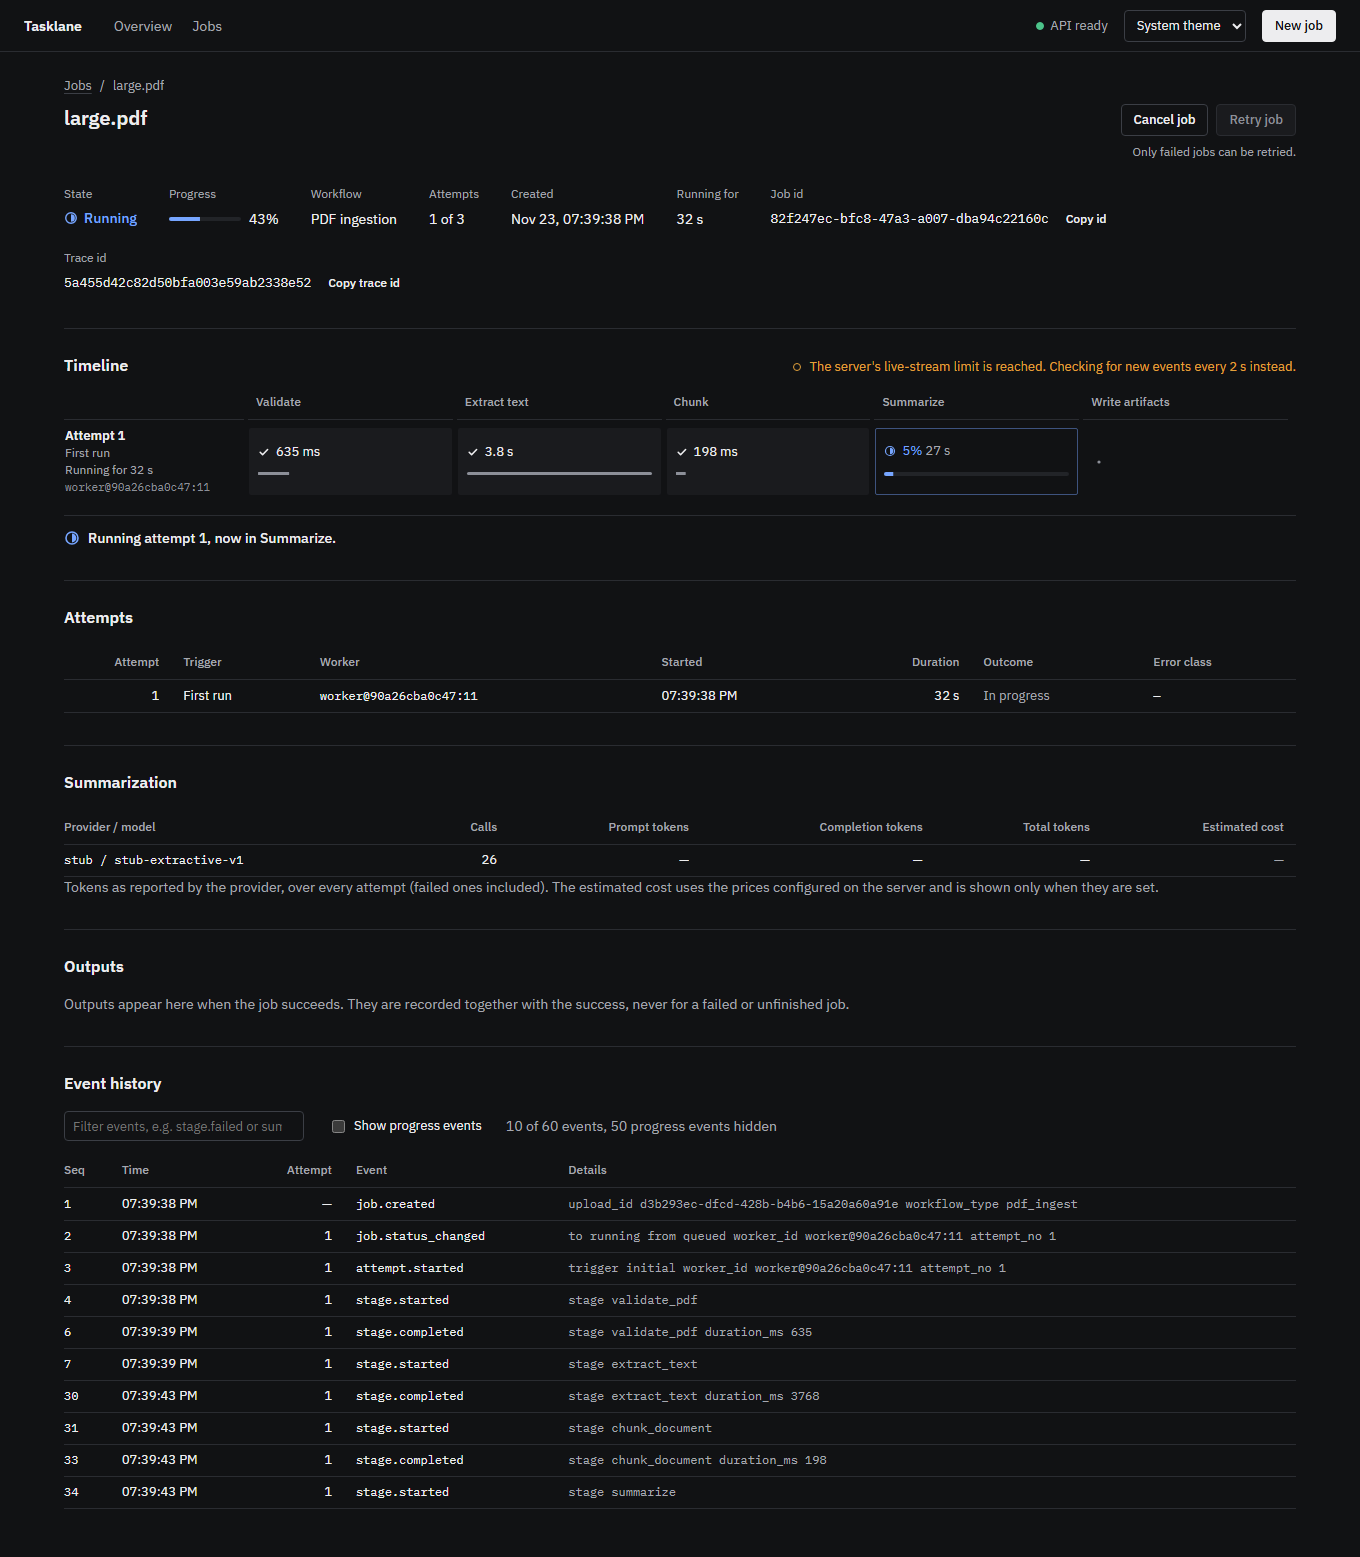 Tasklane Overview Jobs API ready System theme New job
Jobs / large.pdf
large.pdf
Cancel job Retry job
Only failed jobs can be retried.
State Progress Workflow Attempts Created Running for Job id
Running 43% PDF ingestion 1 of 3 Nov 23, 07:39:38 PM 32 s 82f247ec-bfc8-47a3-a007-dba94c22160c Copy id
Trace id
5a455d42c82d50bfa003e59ab2338e52 Copy trace id
Timeline The server's live-stream limit is reached. Checking for new events every 2 s instead.
Validate Extract text Chunk Summarize Write artifacts
Attempt 1
First run
Running for 32 s
worker@90a26cba0c47:11
635 ms 3.8 s 198 ms 5% 27 s
Running attempt 1, now in Summarize.
Attempts
Attempt Trigger Worker Started Duration Outcome Error class
1 First run worker@90a26cba0c47:11 07:39:38 PM 32 s In progress –
Summarization
Provider / model Calls Prompt tokens Completion tokens Total tokens Estimated cost
stub / stub-extractive-v1 26 — — — —
Tokens as reported by the provider, over every attempt (failed ones included). The estimated cost uses the prices configured on the server and is shown only when they are set.
Outputs
Outputs appear here when the job succeeds. They are recorded together with the success, never for a failed or unfinished job.
Event history
Filter events, e.g. stage.failed or sun Show progress events 10 of 60 events, 50 progress events hidden
Seq Time Attempt Event Details
1 07:39:38 PM — job.created upload_id d3b293ec-dfcd-428b-b4b6-15a20a60a91e workflow_type pdf_ingest
2 07:39:38 PM 1 job.status_changed to running from queued worker_id worker@90a26cba0c47:11 attempt_no 1
3 07:39:38 PM 1 attempt.started trigger initial worker_id worker@90a26cba0c47:11 attempt_no 1
4 07:39:38 PM 1 stage.started stage validate_pdf
6 07:39:39 PM 1 stage.completed stage validate_pdf duration_ms 635
7 07:39:39 PM 1 stage.started stage extract_text
30 07:39:43 PM 1 stage.completed stage extract_text duration_ms 3768
31 07:39:43 PM 1 stage.started stage chunk_document
33 07:39:43 PM 1 stage.completed stage chunk_document duration_ms 198
34 07:39:43 PM 1 stage.started stage summarize